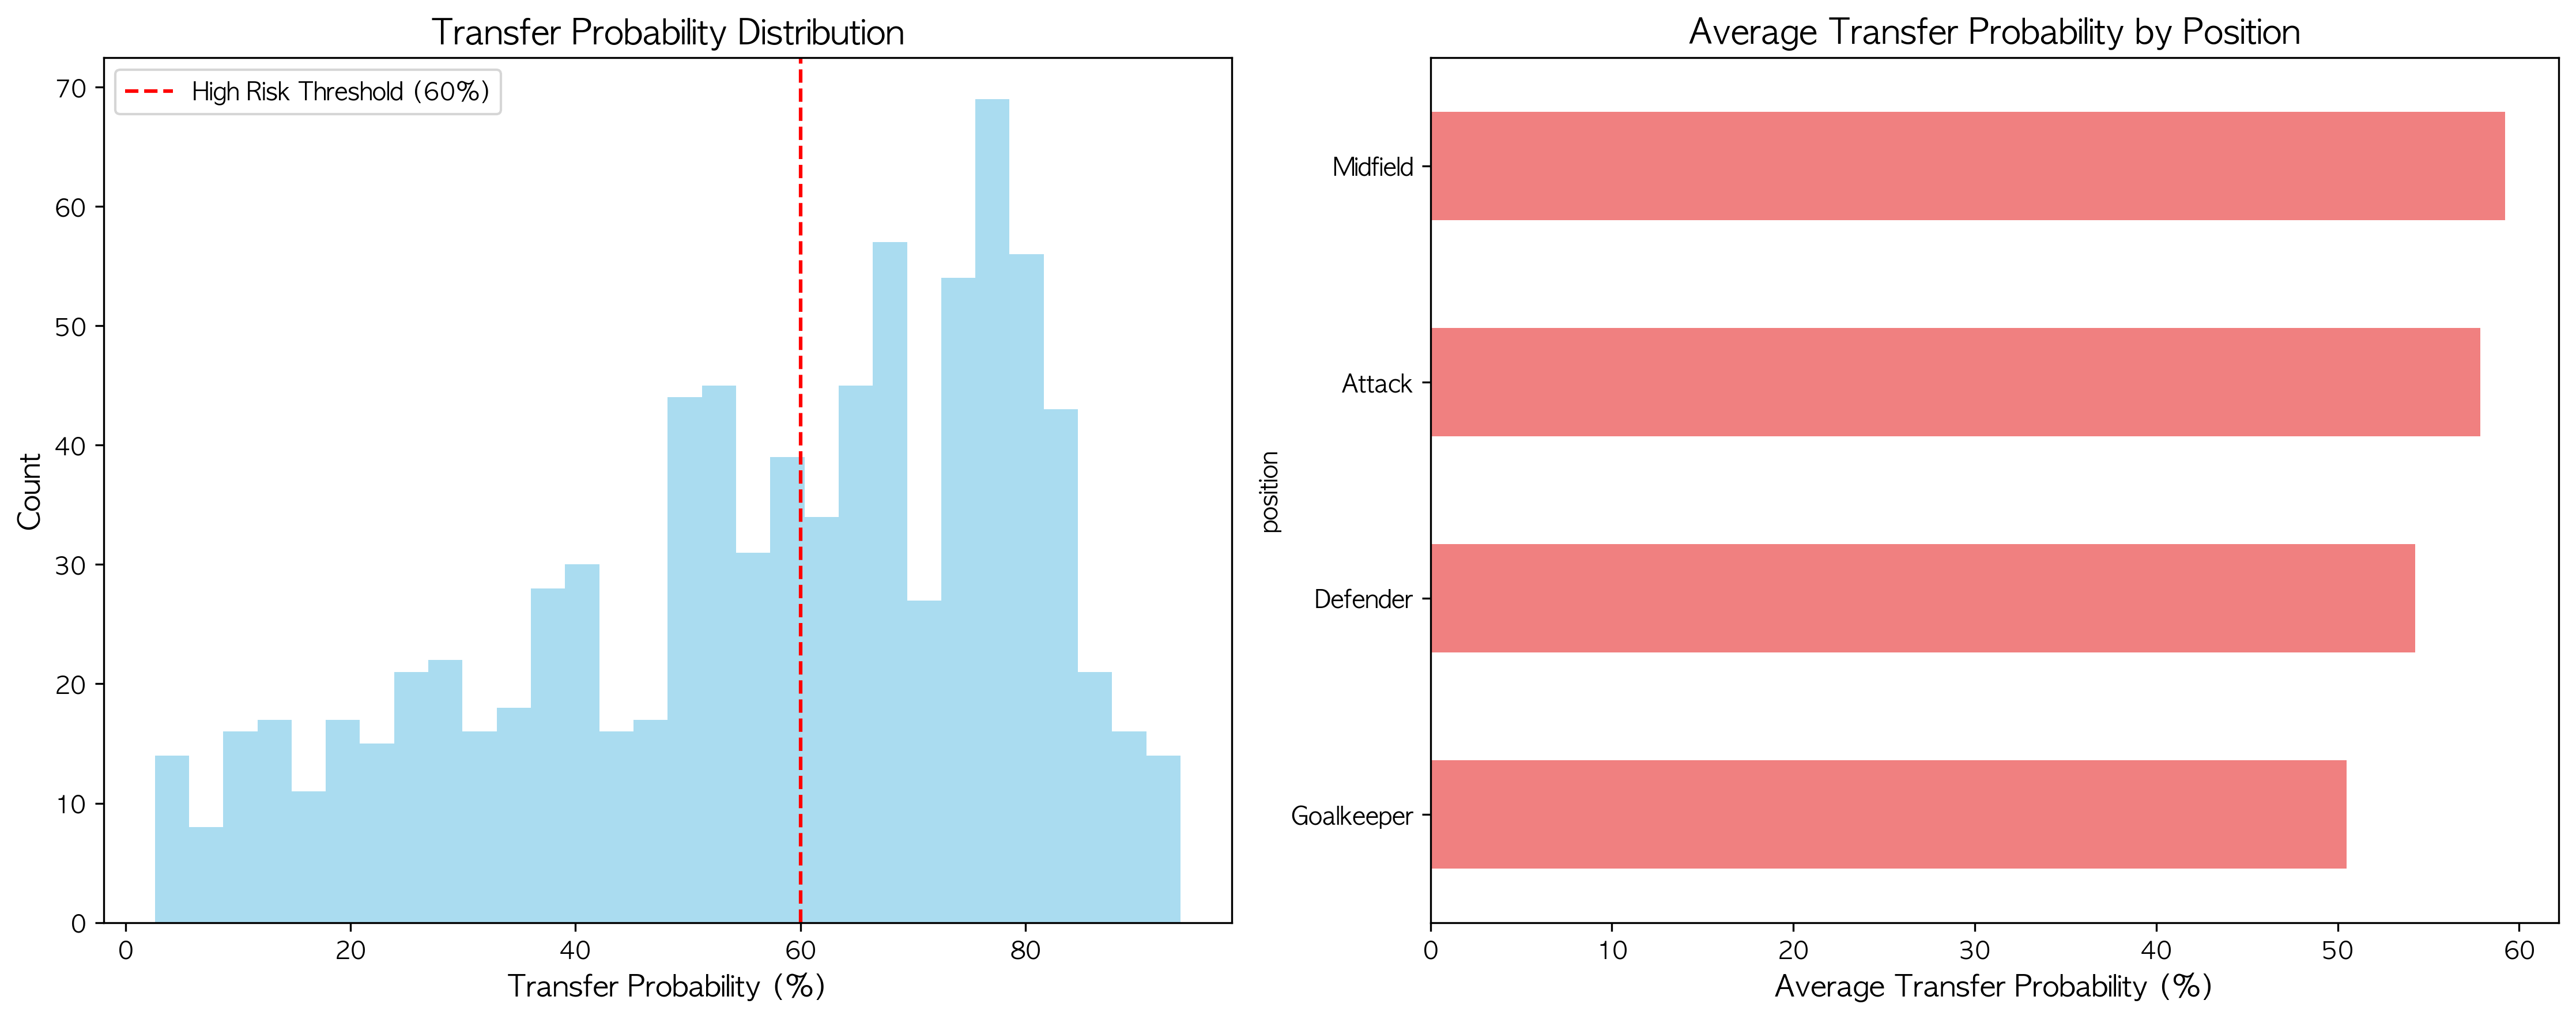 Transfer Probability Distribution
High Risk Threshold (60%)
70
60
50
40
30
20
10
0
Count
0 20 40 60 80
Transfer Probability (%)
Average Transfer Probability by Position
position
Midfield
Attack
Defender
Goalkeeper
0 10 20 30 40 50 60
Average Transfer Probability (%)